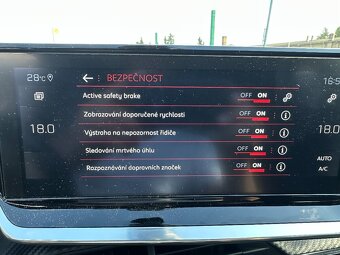 28°C
BEZPEČNOST
16:5
Active safety brake OFF ON
Zobrazování doporučené rychlosti OFF ON
18.0
Výstraha na nepozornost řidiče OFF ON
18.0
Sledování mrtvého úhlu OFF ON
AUTO
Rozpoznávání dopravních značek OFF ON
A/C